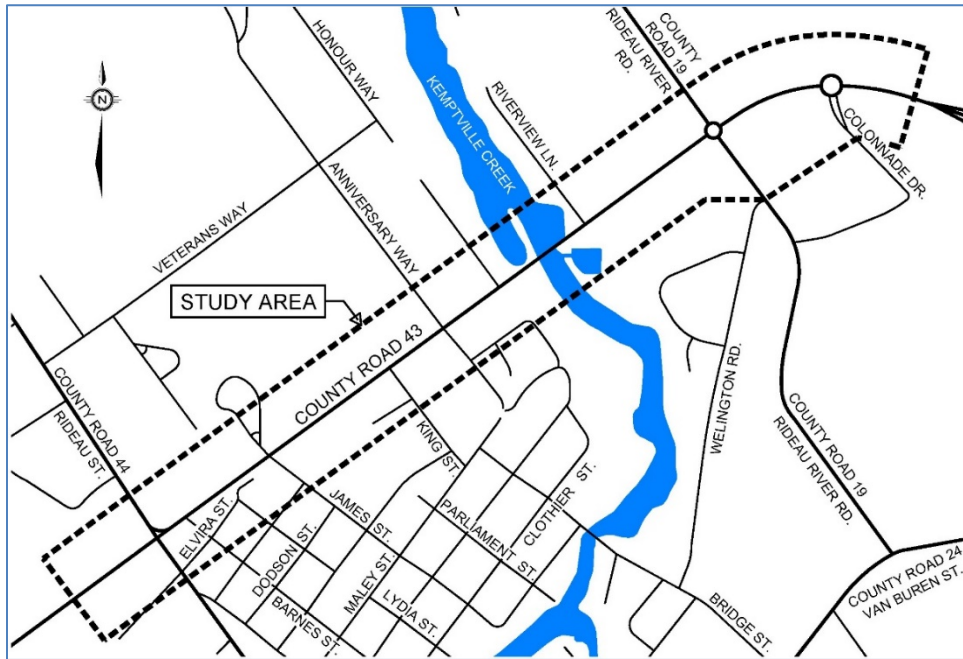 HONOUR WAY
COUNTY
ROAD 19
RIDEAU RIVER
RD.
N
KEMPTVILLE CREEK
RIVERVIEW LN.
COLONNADE DR.
ANNIVERSARY WAY
VETERANS WAY
STUDY AREA
COUNTY ROAD 43
COUNTY ROAD 44
RIDEAU ST.
WELINGTON RD.
COUNTY ROAD 19
RIDEAU RIVER RD.
KING ST.
ELVIRA ST.
JAMES ST.
DODSON ST.
PARLIAMENT ST.
CLOTHIER ST.
MALEY ST.
BARNES ST.
LYDIA ST.
BRIDGE ST.
COUNTY ROAD 24
VAN BUREN ST.